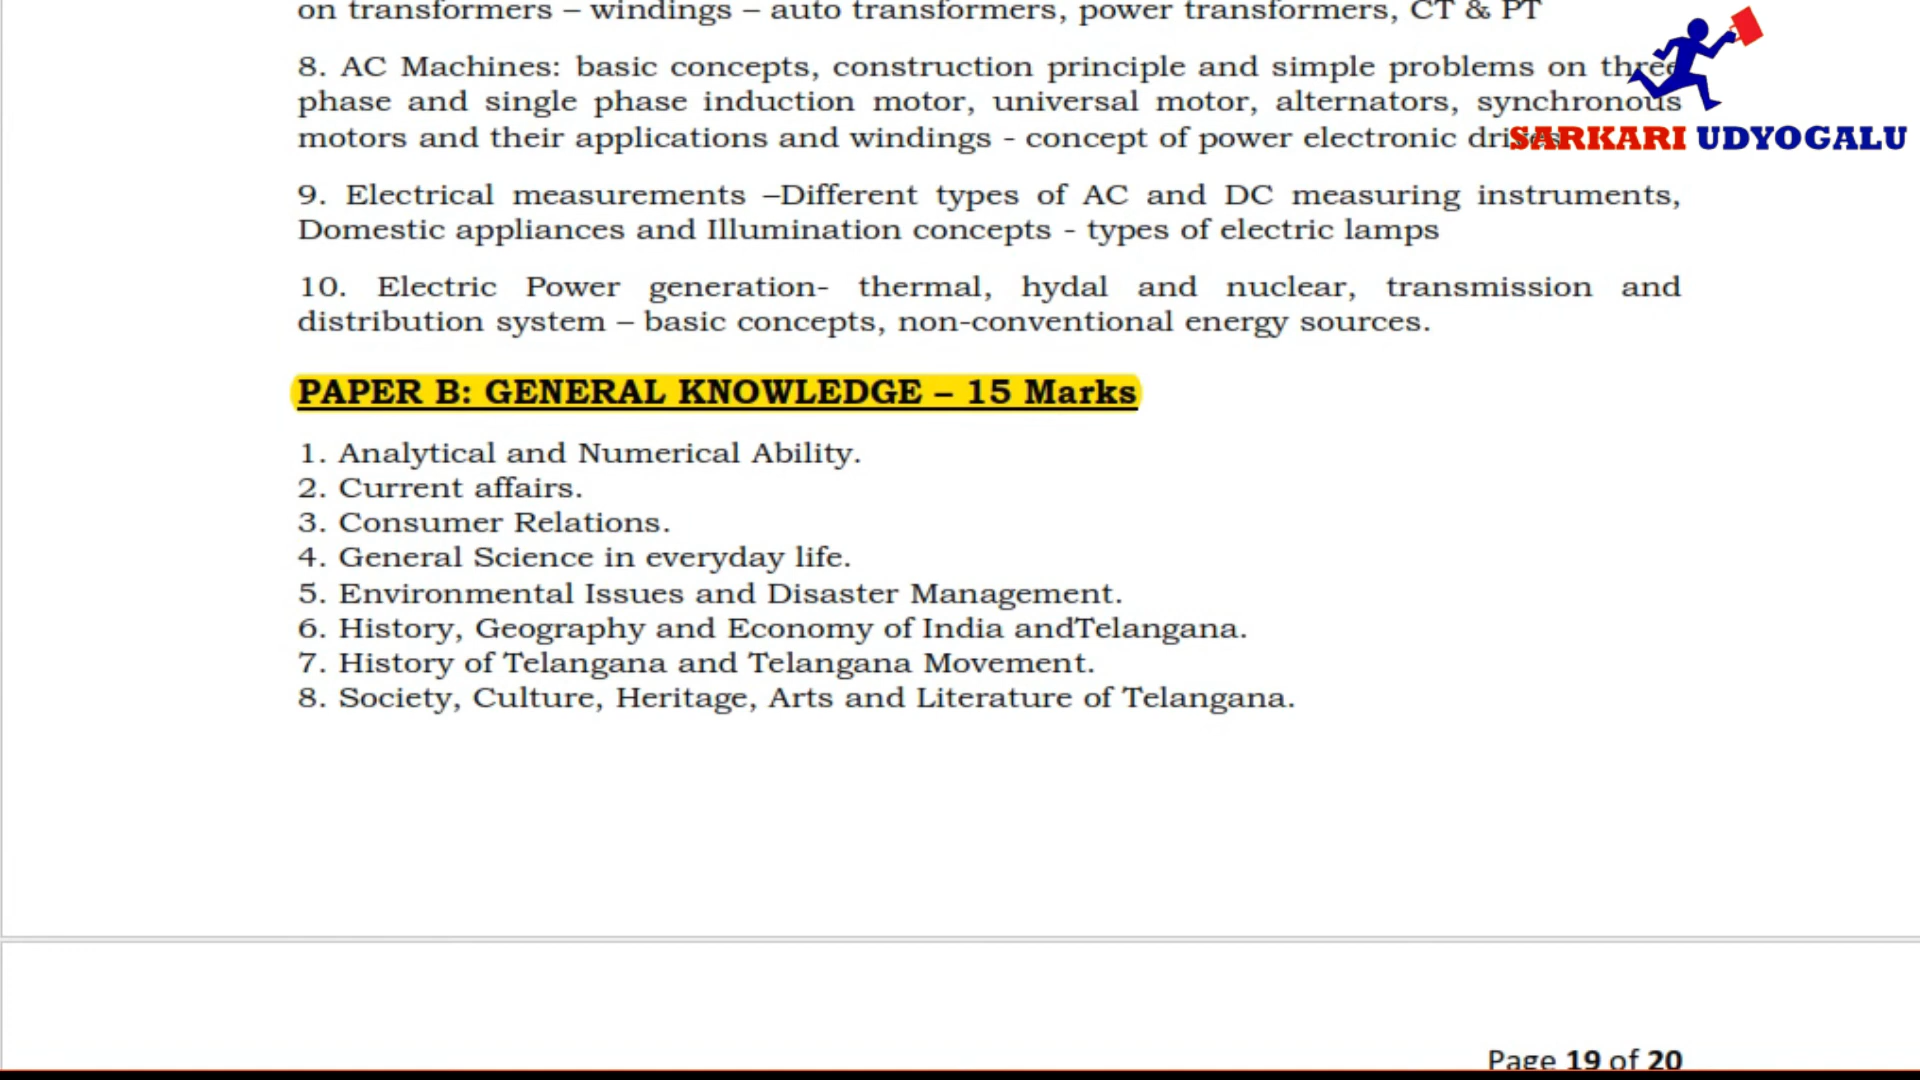 on transformers – windings – auto transformers, power transformers, CT & PT
8. AC Machines: basic concepts, construction principle and simple problems on three
phase and single phase induction motor, universal motor, alternators, synchronous
motors and their applications and windings - concept of power electronic drives
SARKARI UDYOGALU
9. Electrical measurements –Different types of AC and DC measuring instruments,
Domestic appliances and Illumination concepts - types of electric lamps
10. Electric Power generation- thermal, hydal and nuclear, transmission and
distribution system – basic concepts, non-conventional energy sources.
PAPER B: GENERAL KNOWLEDGE – 15 Marks
1. Analytical and Numerical Ability.
2. Current affairs.
3. Consumer Relations.
4. General Science in everyday life.
5. Environmental Issues and Disaster Management.
6. History, Geography and Economy of India andTelangana.
7. History of Telangana and Telangana Movement.
8. Society, Culture, Heritage, Arts and Literature of Telangana.
Page 19 of 20